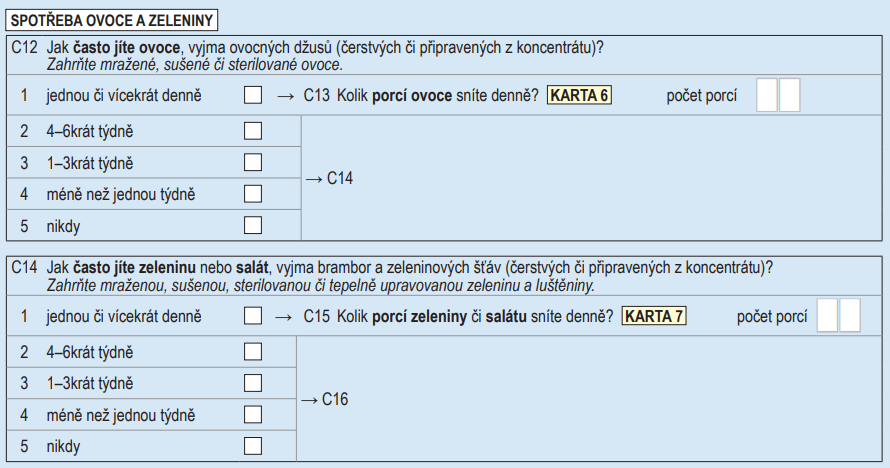 SPOTŘEBA OVOCE A ZELENINY
C12 Jak často jíte ovoce, vyjma ovocných džusů (čerstvých či připravených z koncentrátu)?
Zahrňte mražené, sušené či sterilované ovoce.
1 jednou či vícekrát denně → C13 Kolik porcí ovoce sníte denně? KARTA 6 počet porcí
2 4–6krát týdně
3 1–3krát týdně
→ C14
4 méně než jednou týdně
5 nikdy
C14 Jak často jíte zeleninu nebo salát, vyjma brambor a zeleninových šťáv (čerstvých či připravených z koncentrátu)?
Zahrňte mraženou, sušenou, sterilovanou či tepelně upravovanou zeleninu a luštěniny.
1 jednou či vícekrát denně → C15 Kolik porcí zeleniny či salátu sníte denně? KARTA 7 počet porcí
2 4–6krát týdně
3 1–3krát týdně
→ C16
4 méně než jednou týdně
5 nikdy